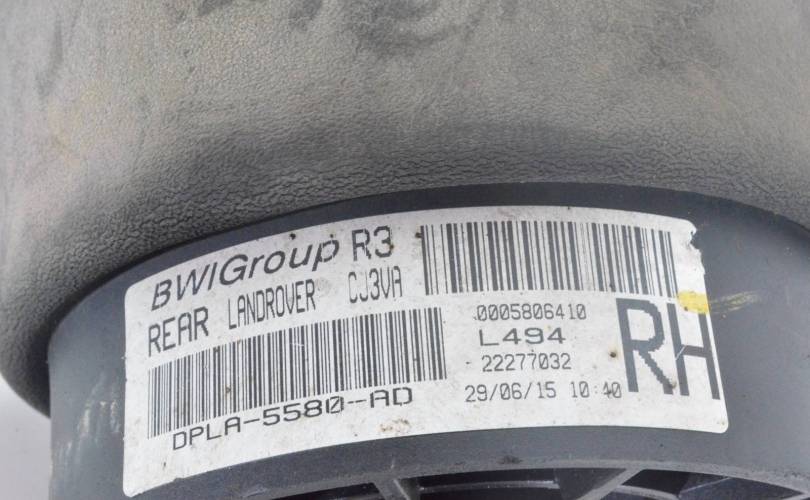 BWIGroup R3
REAR LANDROVER CJ3VA
DPLA-5580-AD
0005806410
L494
22277032
29/06/15 10:40
RH